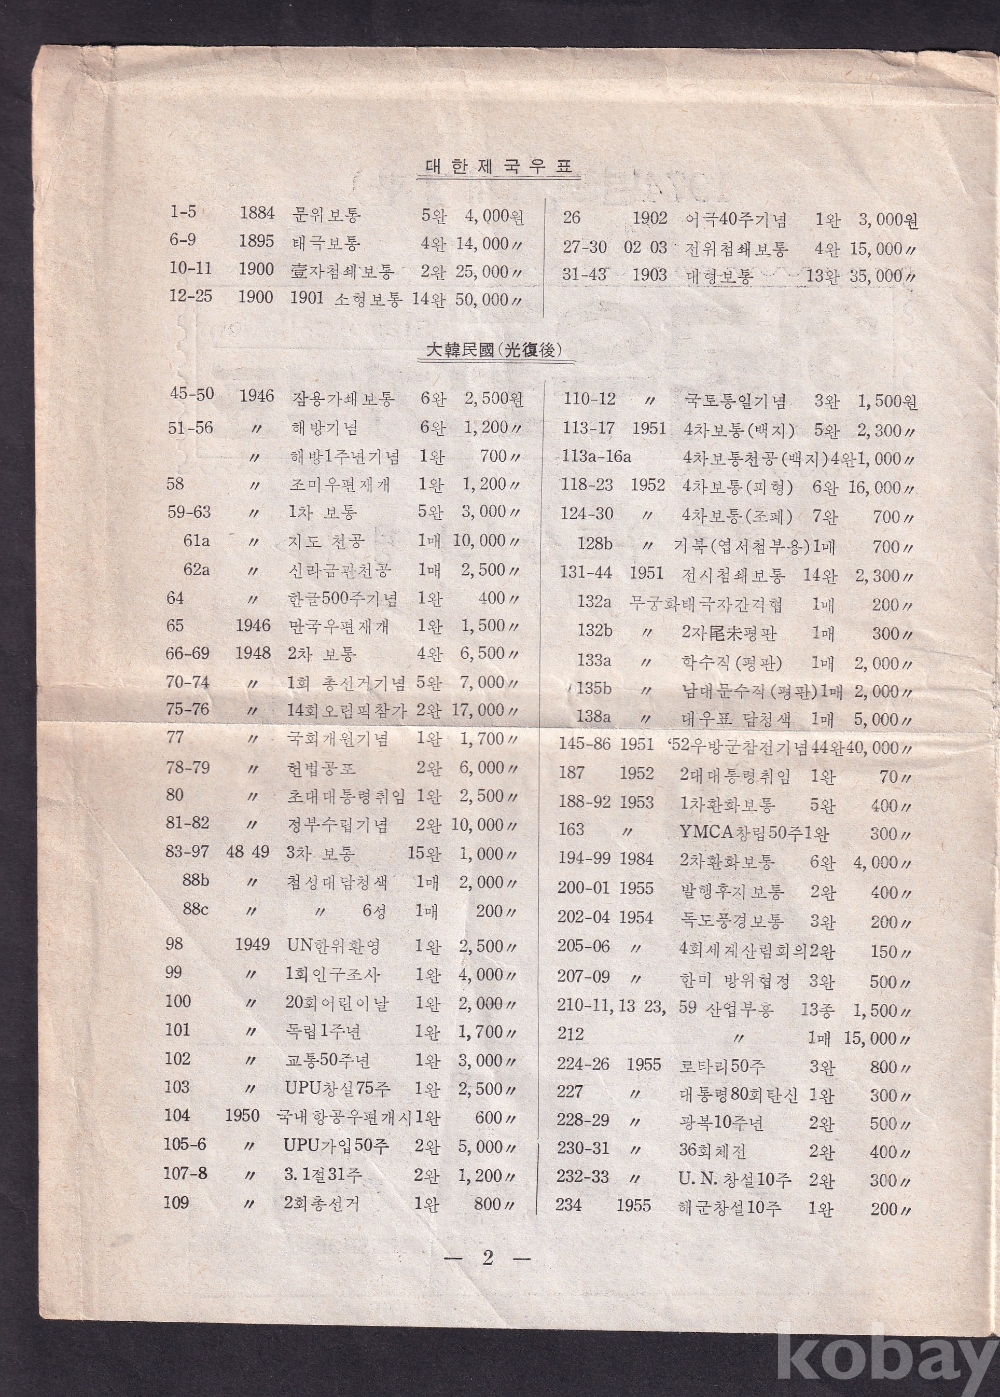 대한제국우표
1-5 1884 문위보통 5완 4,000원
6-9 1895 태극보통 4완 14,000〃
10-11 1900 壹자첨쇄보통 2완 25,000〃
12-25 1900 1901 소형보통 14완 50,000〃
26 1902 어극40주기념 1완 3,000원
27-30 02 03 전위첨쇄보통 4완 15,000〃
31-43 1903 대형보통 13완 35,000〃
大韓民國(光復後)
45-50 1946 잠용가쇄보통 6완 2,500원
51-56 〃 해방기념 6완 1,200〃
〃 해방1주년기념 1완 700〃
58 〃 조미우편재개 1완 1,200〃
59-63 〃 1차 보통 5완 3,000〃
61a 〃 지도 천공 1매 10,000〃
62a 〃 신라금관천공 1매 2,500〃
64 〃 한글500주기념 1완 400〃
65 1946 만국우편재개 1완 1,500〃
66-69 1948 2차 보통 4완 6,500〃
70-74 〃 1회 총선거기념 5완 7,000〃
75-76 〃 14회오림픽참가 2완 17,000〃
77 〃 국회개원기념 1완 1,700〃
78-79 〃 헌법공포 2완 6,000〃
80 〃 초대대통령취임 1완 2,500〃
81-82 〃 정부수립기념 2완 10,000〃
83-97 48 49 3차 보통 15완 1,000〃
88b 〃 첨성대담청색 1매 2,000〃
88c 〃 〃 6성 1매 200〃
98 1949 UN한위환영 1완 2,500〃
99 〃 1회인구조사 1완 4,000〃
100 〃 20회어린이날 1완 2,000〃
101 〃 독립1주년 1완 1,700〃
102 〃 교통50주년 1완 3,000〃
103 〃 UPU창설75주 1완 2,500〃
104 1950 국내항공우편개시1완 600〃
105-6 〃 UPU가입50주 2완 5,000〃
107-8 〃 3.1절31주 2완 1,200〃
109 〃 2회총선거 1완 800〃
110-12 〃 국토통일기념 3완 1,500원
113-17 1951 4차보통(백지) 5완 2,300〃
113a-16a 4차보통천공(백지)4완1,000〃
118-23 1952 4차보통(피형) 6완 16,000〃
124-30 〃 4차보통(조폐) 7완 700〃
128b 〃 기북(엽서첨부용)1매 700〃
131-44 1951 전시첨쇄보통 14완 2,300〃
132a 무궁화태극자간격협 1매 200〃
132b 〃 2자尾未평판 1매 300〃
133a 〃 학수직(평판) 1매 2,000〃
135b 〃 남대문수직(평판)1매 2,000〃
138a 〃 대우표 담청색 1매 5,000〃
145-86 1951 '52우방군참전기념44완40,000〃
187 1952 2대대통령취임 1완 70〃
188-92 1953 1차환화보통 5완 400〃
163 〃 YMCA창립50주1완 300〃
194-99 1984 2차환화보통 6완 4,000〃
200-01 1955 발행후지보통 2완 400〃
202-04 1954 독도풍경보통 3완 200〃
205-06 〃 4회세계산림회의2완 150〃
207-09 〃 한미 방위협정 3완 500〃
210-11, 13 23, 59 산업부흥 13종 1,500〃
212 〃 1매 15,000〃
224-26 1955 로타리50주 3완 800〃
227 〃 대통령80회탄신 1완 300〃
228-29 〃 광복10주년 2완 500〃
230-31 〃 36회체전 2완 400〃
232-33 〃 U.N.창설10주 2완 300〃
234 1955 해군창설10주 1완 200〃
— 2 —
kobay